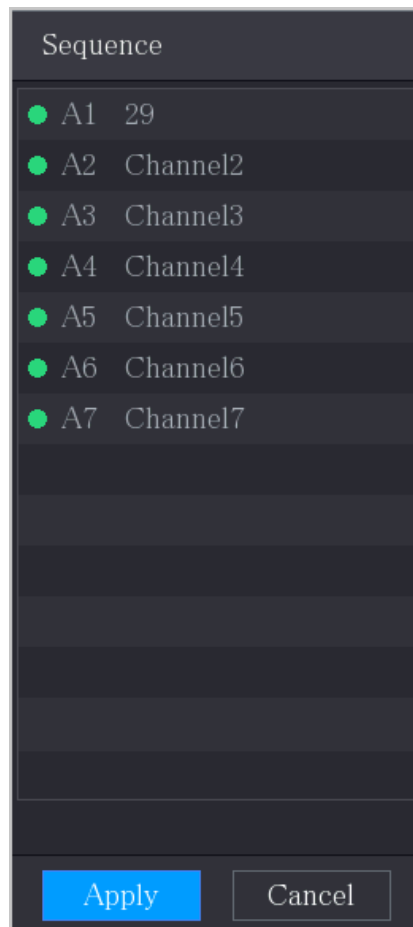 Sequence
A1 29
A2 Channel2
A3 Channel3
A4 Channel4
A5 Channel5
A6 Channel6
A7 Channel7
Apply Cancel